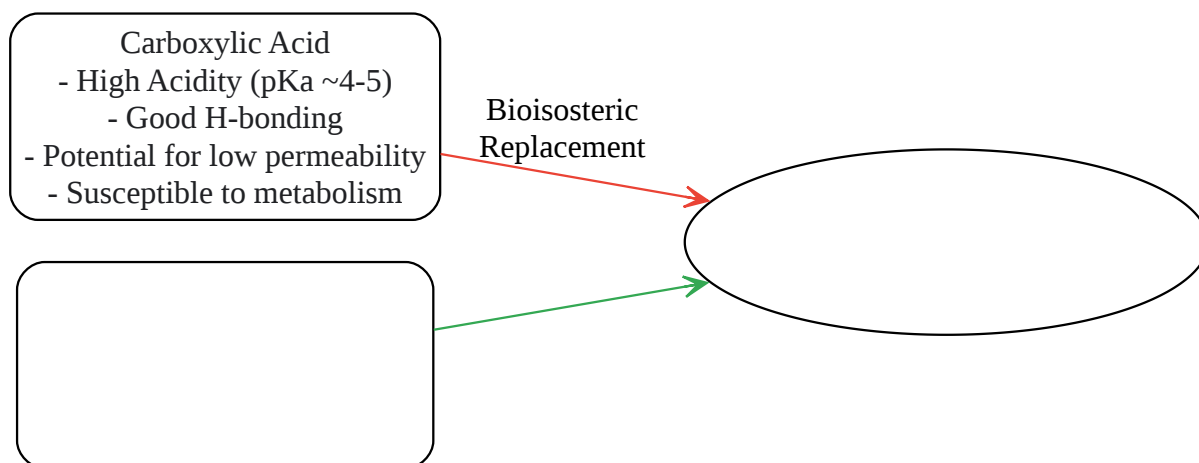 Carboxylic Acid
- High Acidity (pKa ~4-5)
- Good H-bonding
- Potential for low permeability
- Susceptible to metabolism
Bioisosteric
Replacement